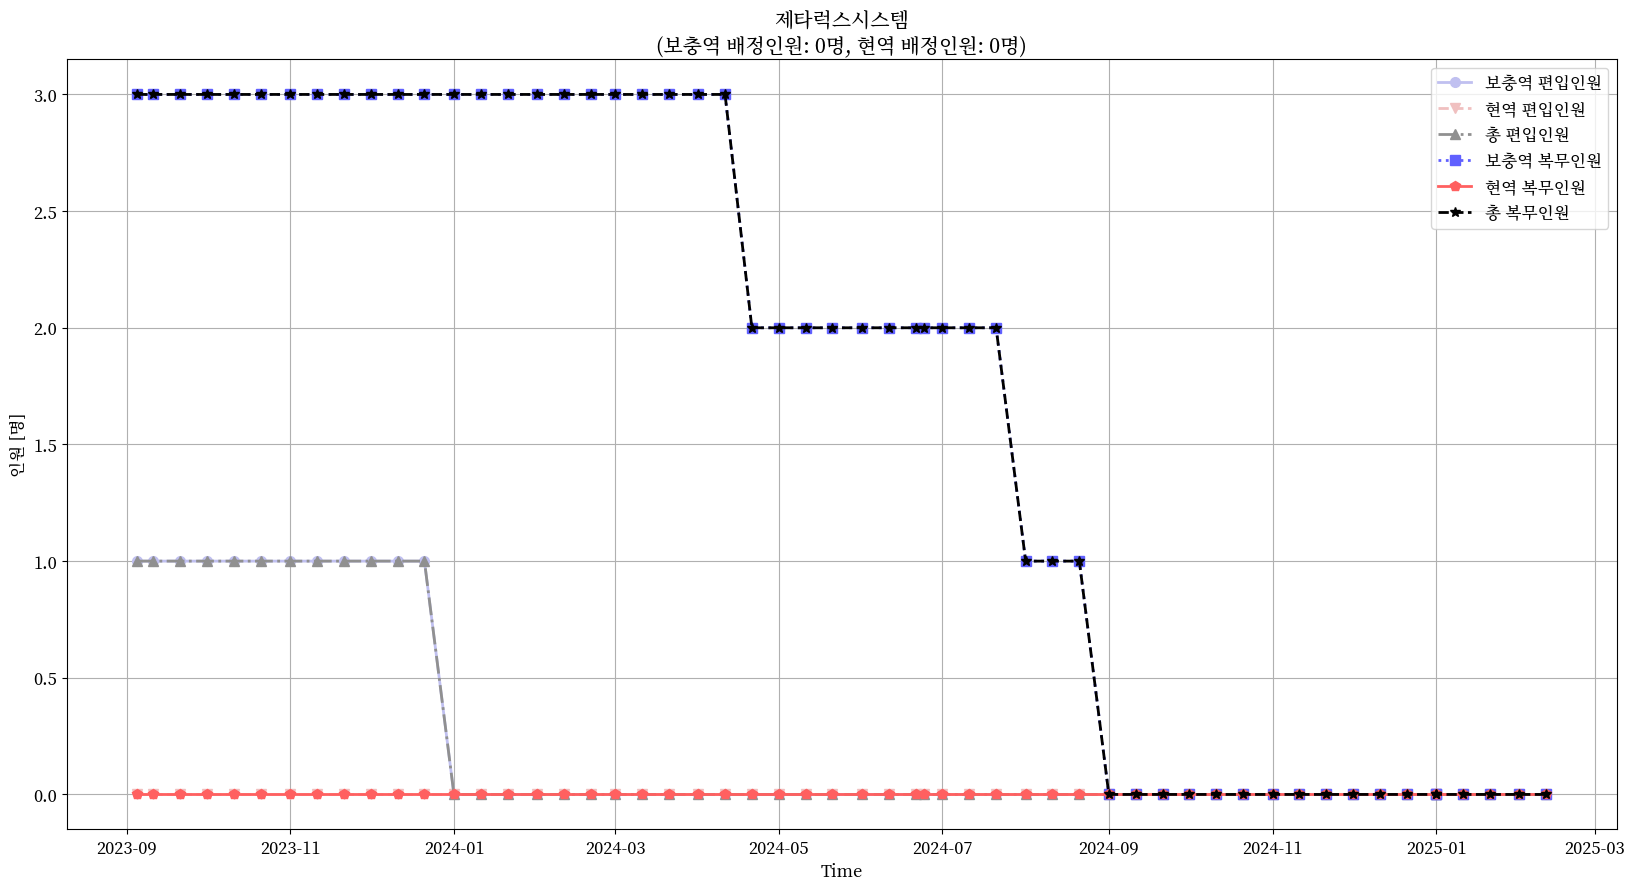 제타럭스시스템
(보충역 배정인원: 0명, 현역 배정인원: 0명)
보충역 편입인원
현역 편입인원
총 편입인원
보충역 복무인원
현역 복무인원
총 복무인원
3.0
2.5
2.0
1.5
1.0
0.5
0.0
인원 [명]
2023-09 2023-11 2024-01 2024-03 2024-05 2024-07 2024-09 2024-11 2025-01 2025-03
Time